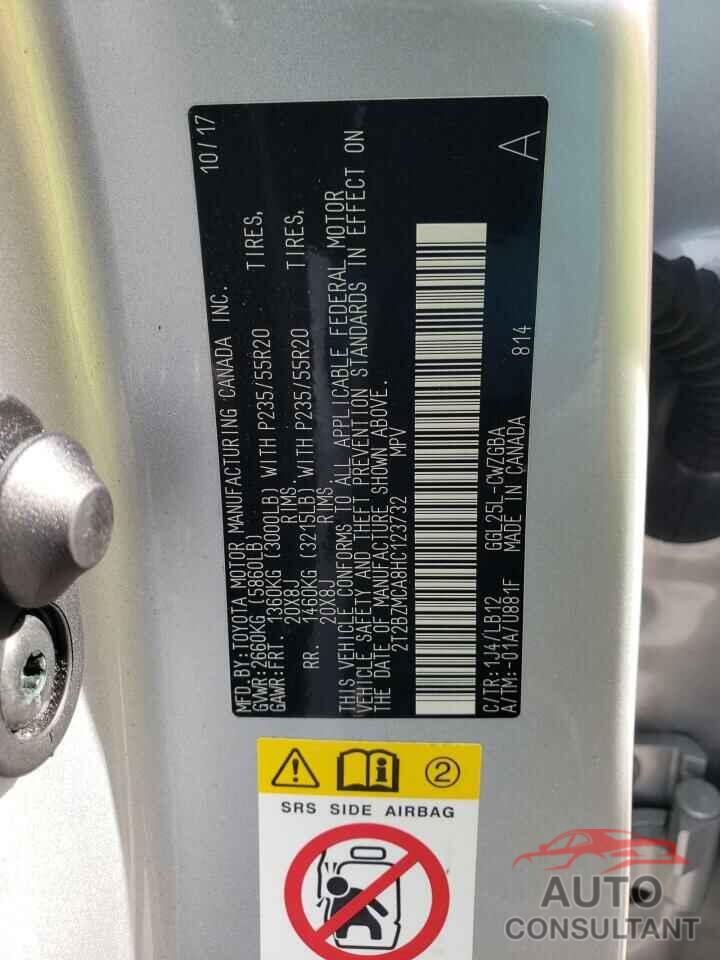 MFD.BY:TOYOTA MOTOR MANUFACTURING CANADA INC. 10/17
GVWR:2660KG (5860LB)
GAWR:FRT. 1360KG (3000LB) WITH P235/55R20 TIRES,
20X8J RIMS.
RR. 1460KG (3215LB) WITH P235/55R20 TIRES,
20X8J RIMS.
THIS VEHICLE CONFORMS TO ALL APPLICABLE FEDERAL MOTOR
VEHICLE SAFETY AND THEFT PREVENTION STANDARDS IN EFFECT ON
THE DATE OF MANUFACTURE SHOWN ABOVE.
2T2BZMCA8HC123732 MPV
C/TR:1J4/LB12 GGL25L-CWZGBA
A/TM:-01A/U881F MADE IN CANADA 814
A
2
SRS SIDE AIRBAG
AUTO
CONSULTANT